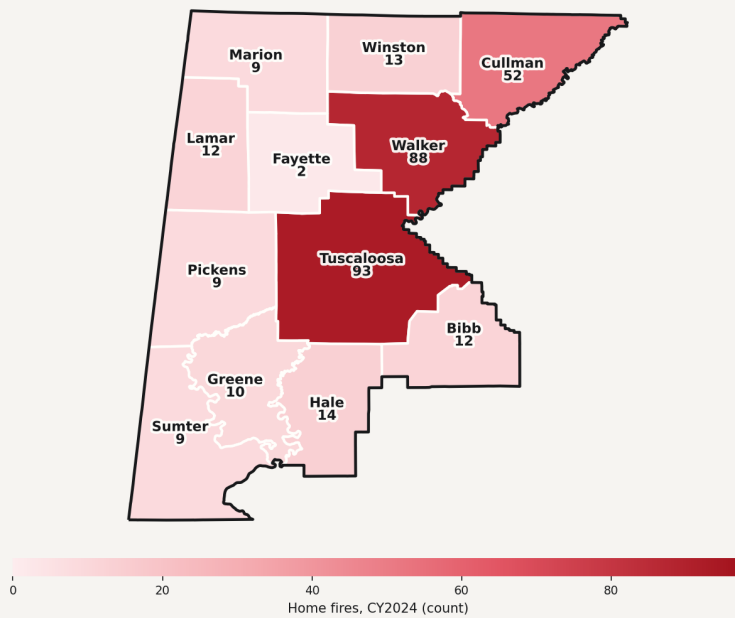 Marion
9
Winston
13
Cullman
52
Lamar
12
Fayette
2
Walker
88
Pickens
9
Tuscaloosa
93
Bibb
12
Greene
10
Hale
14
Sumter
9
0 20 40 60 80
Home fires, CY2024 (count)